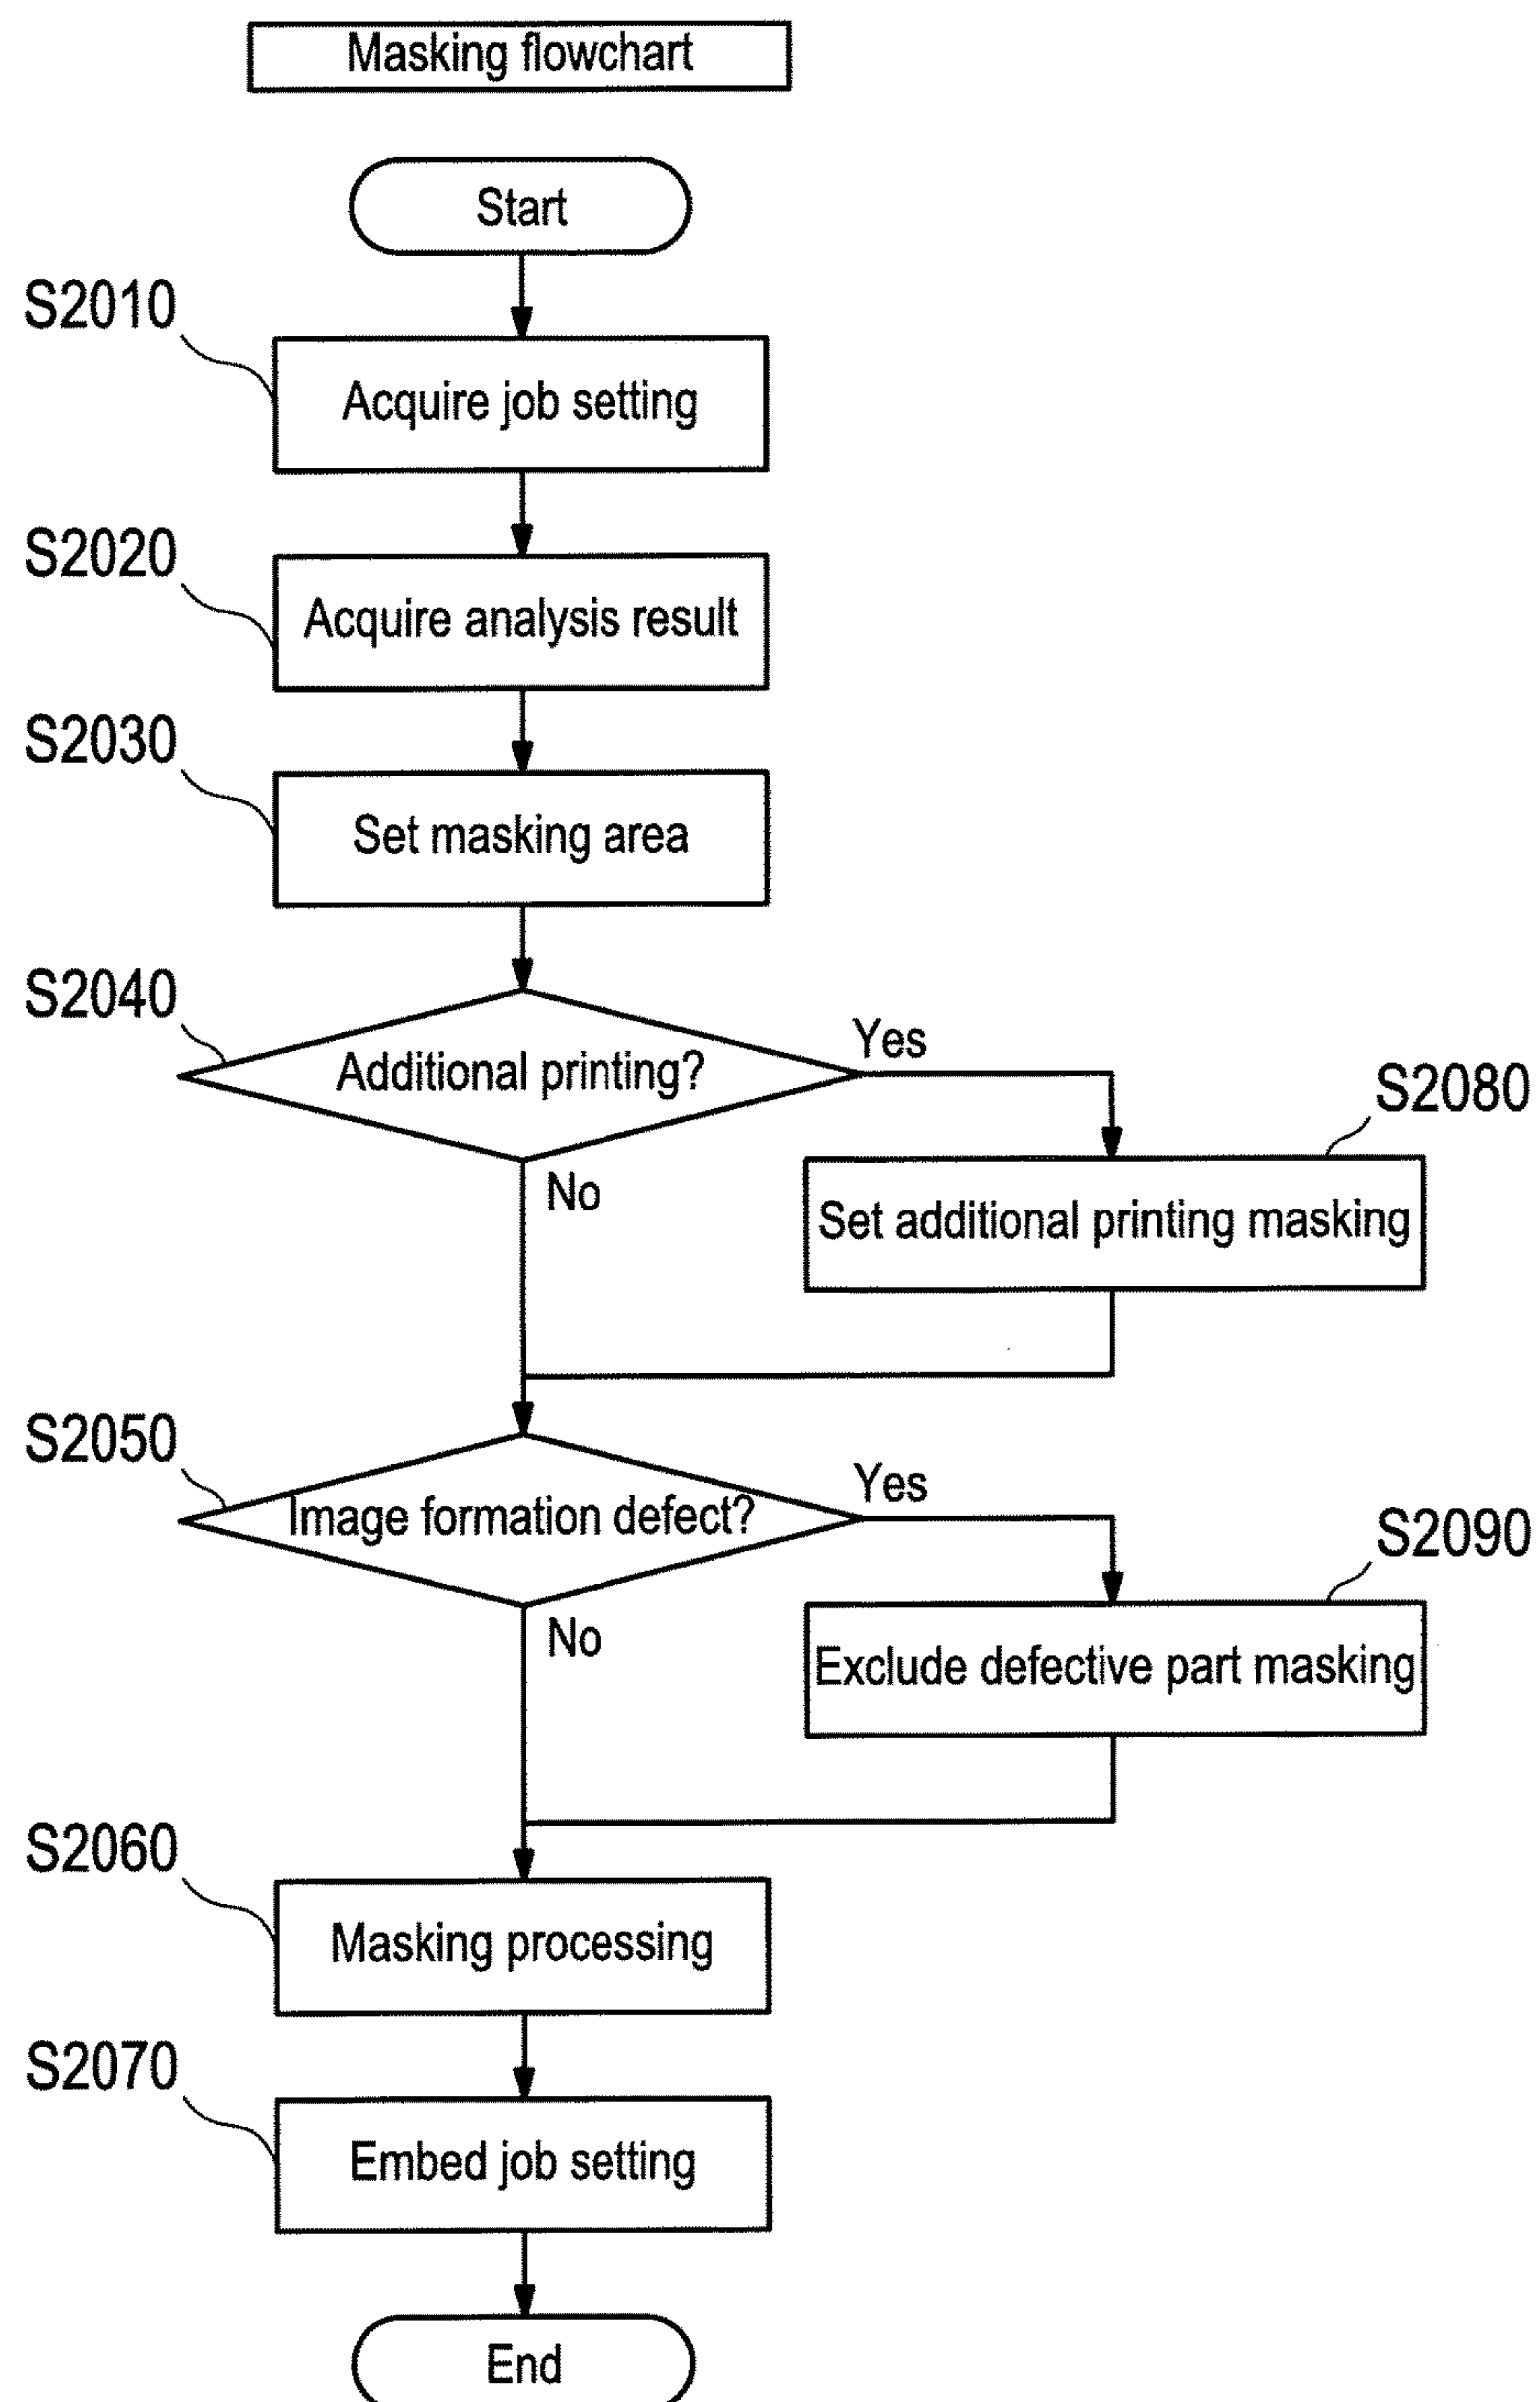 Masking flowchart
Start
S2010
Acquire job setting
S2020
Acquire analysis result
S2030
Set masking area
S2040
Additional printing?
Yes
No
S2080
Set additional printing masking
S2050
Image formation defect?
Yes
No
S2090
Exclude defective part masking
S2060
Masking processing
S2070
Embed job setting
End